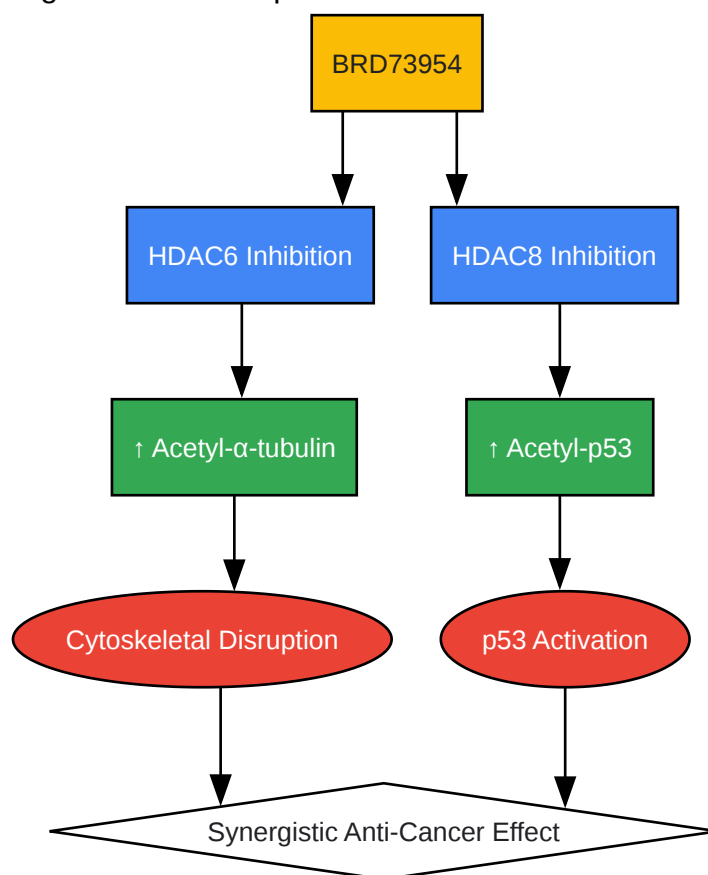 BRD73954
HDAC6 Inhibition
HDAC8 Inhibition
↑ Acetyl-α-tubulin
↑ Acetyl-p53
Cytoskeletal Disruption
p53 Activation
Synergistic Anti-Cancer Effect